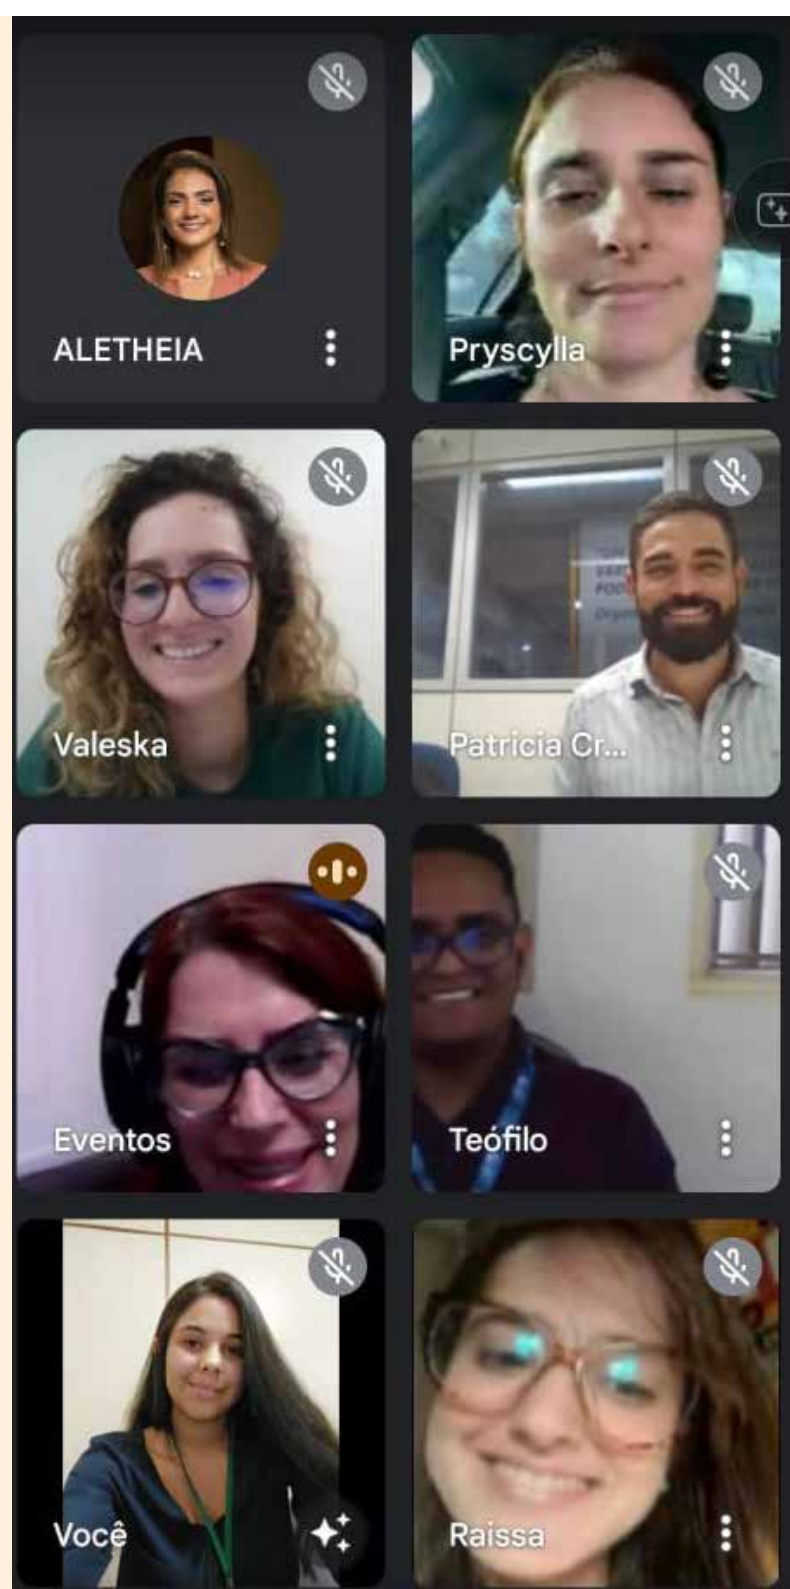 ALETHEIA
Pryscylla
Valeska
Patricia Cr...
Eventos
Teófilo
Você
Raissa